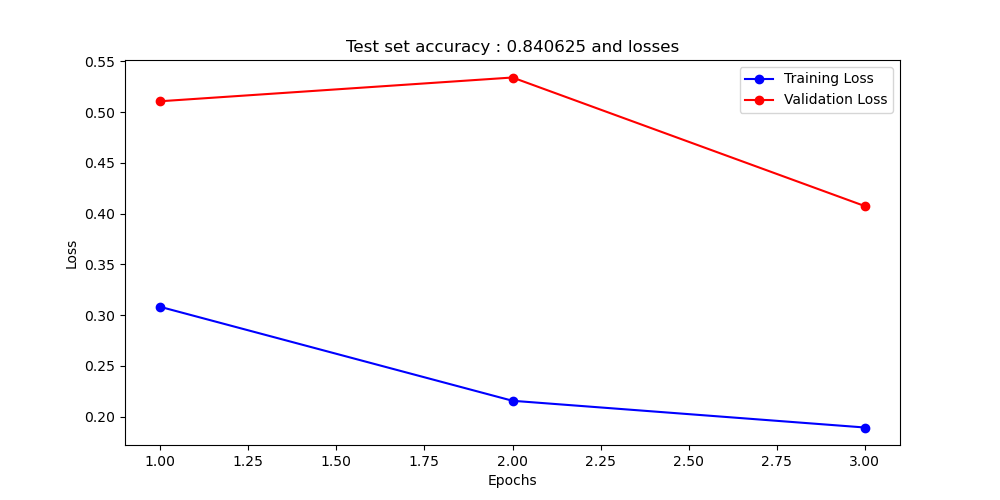 Test set accuracy : 0.840625 and losses
Training Loss
Validation Loss
0.55
0.50
0.45
0.40
0.35
0.30
0.25
0.20
Loss
1.00 1.25 1.50 1.75 2.00 2.25 2.50 2.75 3.00
Epochs